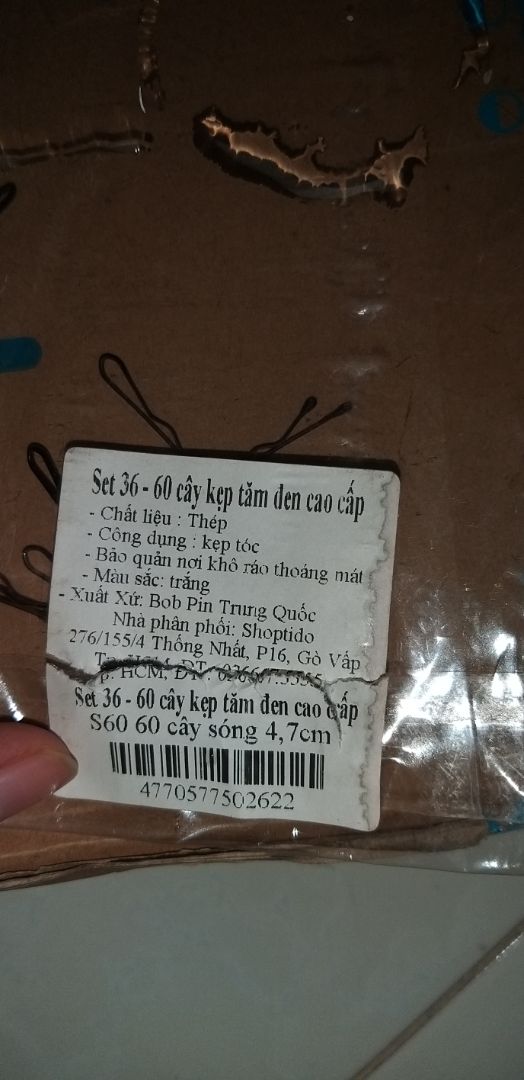 Set 36 - 60 cây kẹp tăm đen cao cấp
- Chất liệu : Thép
- Công dụng : kẹp tóc
- Bảo quản nơi khô ráo thoáng mát
- Màu sắc: trắng
- Xuất Xứ: Bob Pin Trung Quốc
Nhà phân phối: Shoptido
276/155/4 Thống Nhất, P16, Gò Vấp
HCM, ĐT
Set 36 - 60 cây kẹp tăm đen cao cấp
S60 60 cây sóng 4,7cm
4770577502622